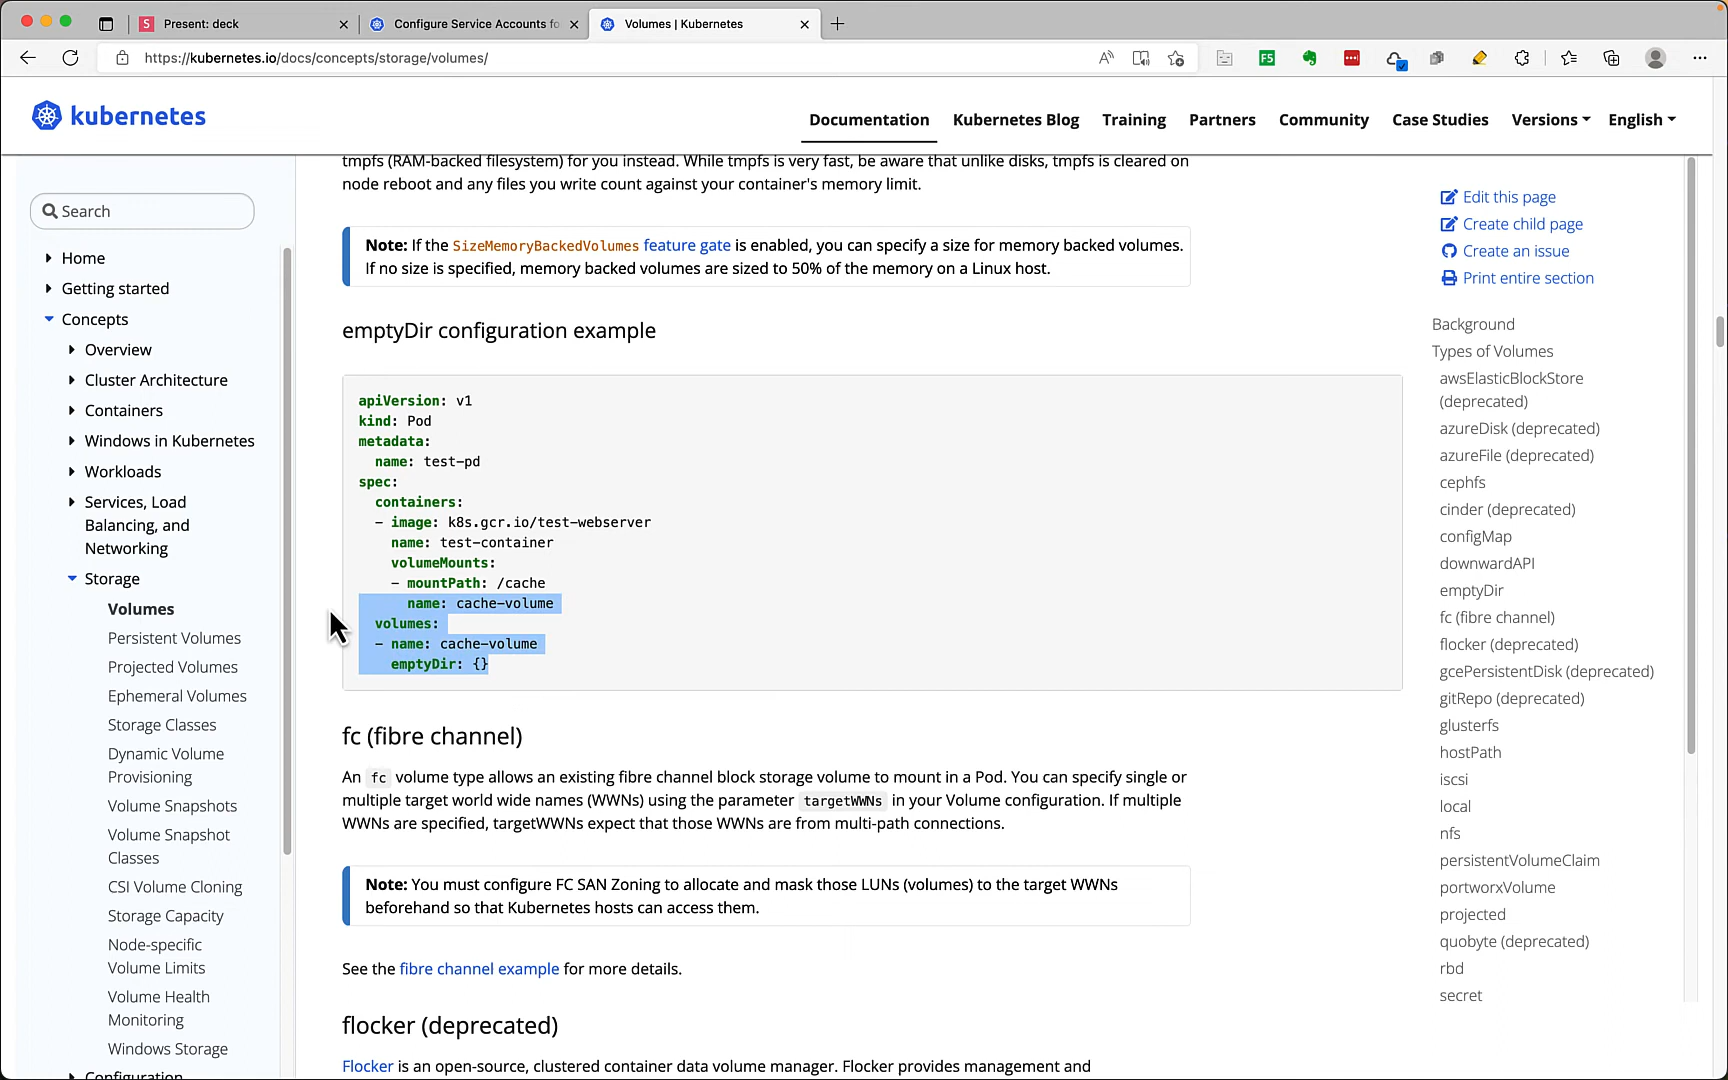 Present: deck
Configure Service Accounts fo
Volumes | Kubernetes
https://kubernetes.io/docs/concepts/storage/volumes/
F5
kubernetes
Documentation
Kubernetes Blog
Training
Partners
Community
Case Studies
Versions
English
Search
Home
Getting started
Concepts
Overview
Cluster Architecture
Containers
Windows in Kubernetes
Workloads
Services, Load
Balancing, and
Networking
Storage
Volumes
Persistent Volumes
Projected Volumes
Ephemeral Volumes
Storage Classes
Dynamic Volume
Provisioning
Volume Snapshots
Volume Snapshot
Classes
CSI Volume Cloning
Storage Capacity
Node-specific
Volume Limits
Volume Health
Monitoring
Windows Storage
Configuration
tmpfs (RAM-backed filesystem) for you instead. While tmpfs is very fast, be aware that unlike disks, tmpfs is cleared on
node reboot and any files you write count against your container's memory limit.
Note: If the SizeMemoryBackedVolumes feature gate is enabled, you can specify a size for memory backed volumes.
If no size is specified, memory backed volumes are sized to 50% of the memory on a Linux host.
emptyDir configuration example
apiVersion: v1
kind: Pod
metadata:
  name: test-pd
spec:
  containers:
  - image: k8s.gcr.io/test-webserver
    name: test-container
    volumeMounts:
    - mountPath: /cache
      name: cache-volume
  volumes:
  - name: cache-volume
    emptyDir: {}
fc (fibre channel)
An fc volume type allows an existing fibre channel block storage volume to mount in a Pod. You can specify single or
multiple target world wide names (WWNs) using the parameter targetWWNs in your Volume configuration. If multiple
WWNs are specified, targetWWNs expect that those WWNs are from multi-path connections.
Note: You must configure FC SAN Zoning to allocate and mask those LUNs (volumes) to the target WWNs
beforehand so that Kubernetes hosts can access them.
See the fibre channel example for more details.
flocker (deprecated)
Flocker is an open-source, clustered container data volume manager. Flocker provides management and
Edit this page
Create child page
Create an issue
Print entire section
Background
Types of Volumes
awsElasticBlockStore
(deprecated)
azureDisk (deprecated)
azureFile (deprecated)
cephfs
cinder (deprecated)
configMap
downwardAPI
emptyDir
fc (fibre channel)
flocker (deprecated)
gcePersistentDisk (deprecated)
gitRepo (deprecated)
glusterfs
hostPath
iscsi
local
nfs
persistentVolumeClaim
portworxVolume
projected
quobyte (deprecated)
rbd
secret